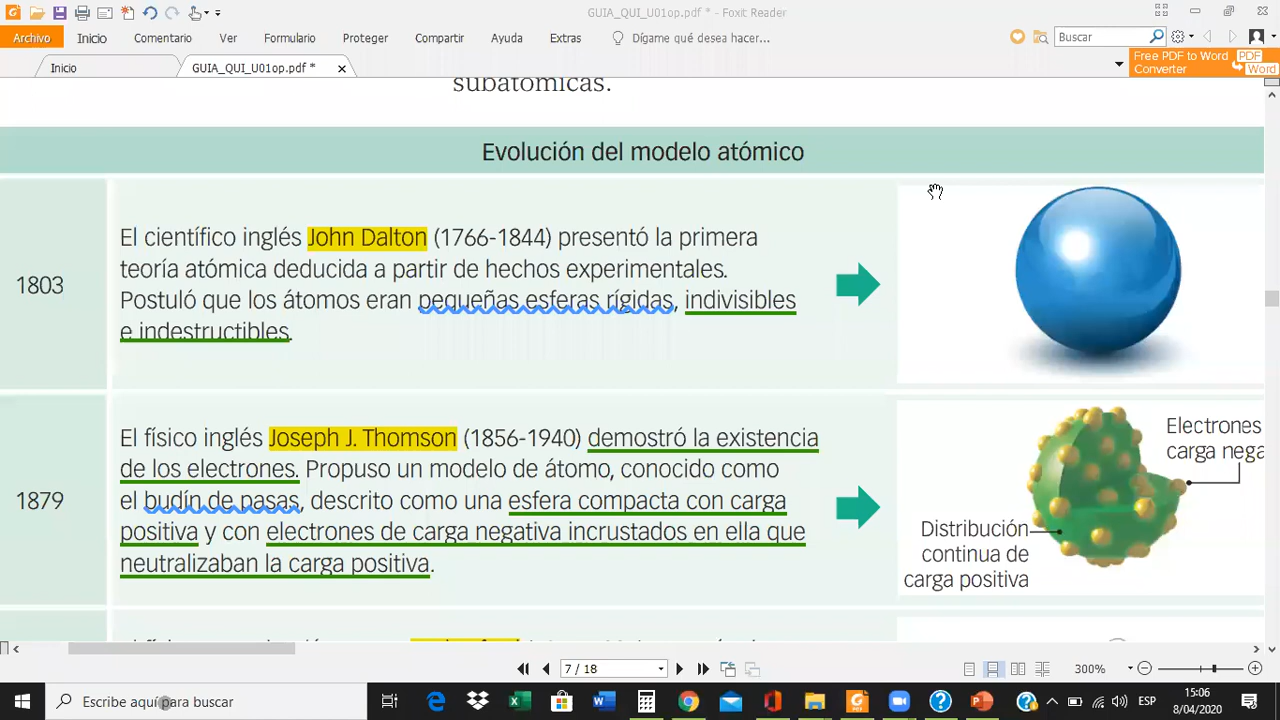 GUIA_QUI_U01op.pdf * - Foxit Reader
Archivo Inicio Comentario Ver Formulario Proteger Compartir Ayuda Extras Dígame qué desea hacer... Buscar
Inicio GUIA_QUI_U01op.pdf *
Free PDF to Word
Converter
PDF
Word
subatómicas.
Evolución del modelo atómico
1803
El científico inglés John Dalton (1766-1844) presentó la primera
teoría atómica deducida a partir de hechos experimentales.
Postuló que los átomos eran pequeñas esferas rígidas, indivisibles
e indestructibles.
1879
El físico inglés Joseph J. Thomson (1856-1940) demostró la existencia
de los electrones. Propuso un modelo de átomo, conocido como
el budín de pasas, descrito como una esfera compacta con carga
positiva y con electrones de carga negativa incrustados en ella que
neutralizaban la carga positiva.
Electrones
carga nega
Distribución
continua de
carga positiva
7 / 18
300%
Escribe aquí para buscar
ESP
15:06
8/04/2020